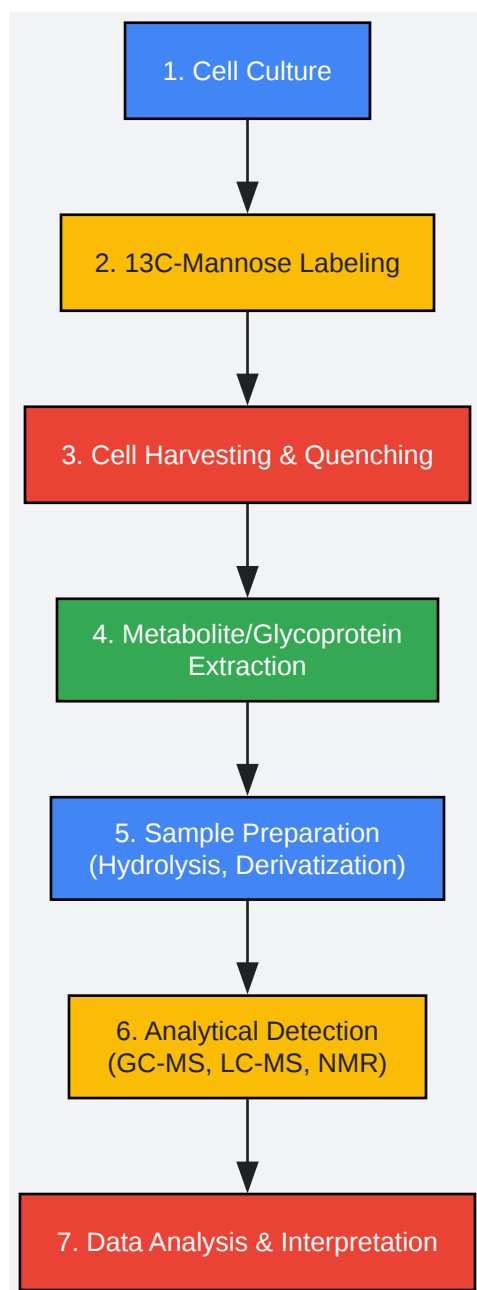 1. Cell Culture
2. 13C-Mannose Labeling
3. Cell Harvesting & Quenching
4. Metabolite/Glycoprotein
Extraction
5. Sample Preparation
(Hydrolysis, Derivatization)
6. Analytical Detection
(GC-MS, LC-MS, NMR)
7. Data Analysis & Interpretation